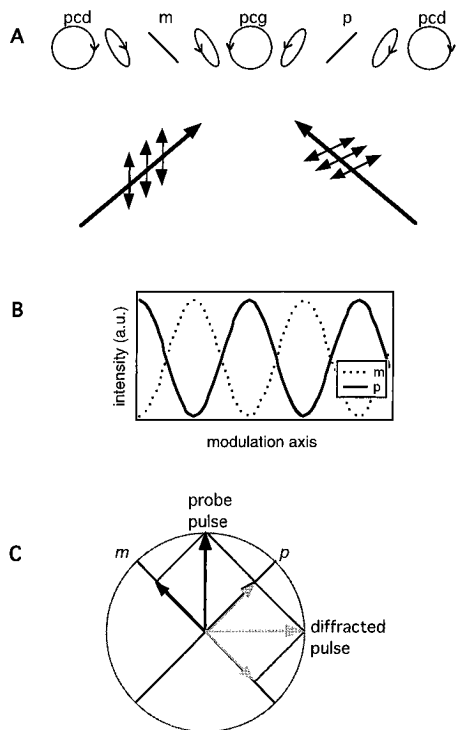 A
pcd m pcg p pcd
B
intensity (a.u.)
m
p
modulation axis
C
probe
pulse
m
p
diffracted
pulse